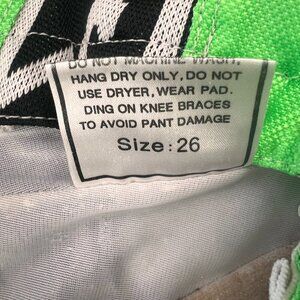 DO NOT MACHINE WASH,
HANG DRY ONLY, DO NOT
USE DRYER, WEAR PAD.
DING ON KNEE BRACES
TO AVOID PANT DAMAGE
Size: 26